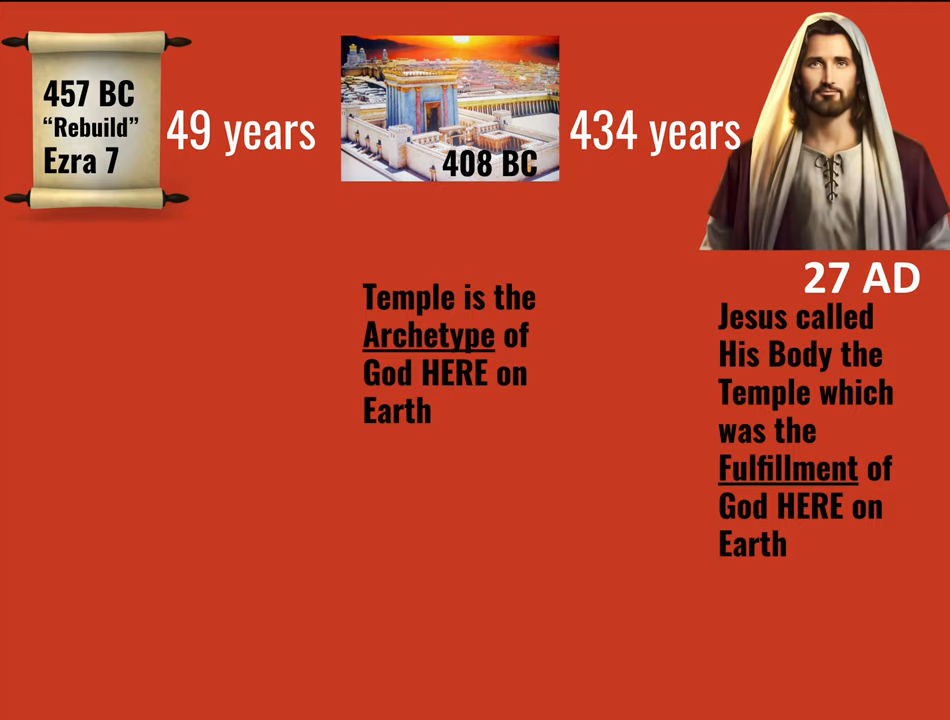 457 BC
“Rebuild”
Ezra 7
49 years
408 BC
434 years
27 AD
Temple is the
Archetype of
God HERE on
Earth
Jesus called
His Body the
Temple which
was the
Fulfillment of
God HERE on
Earth